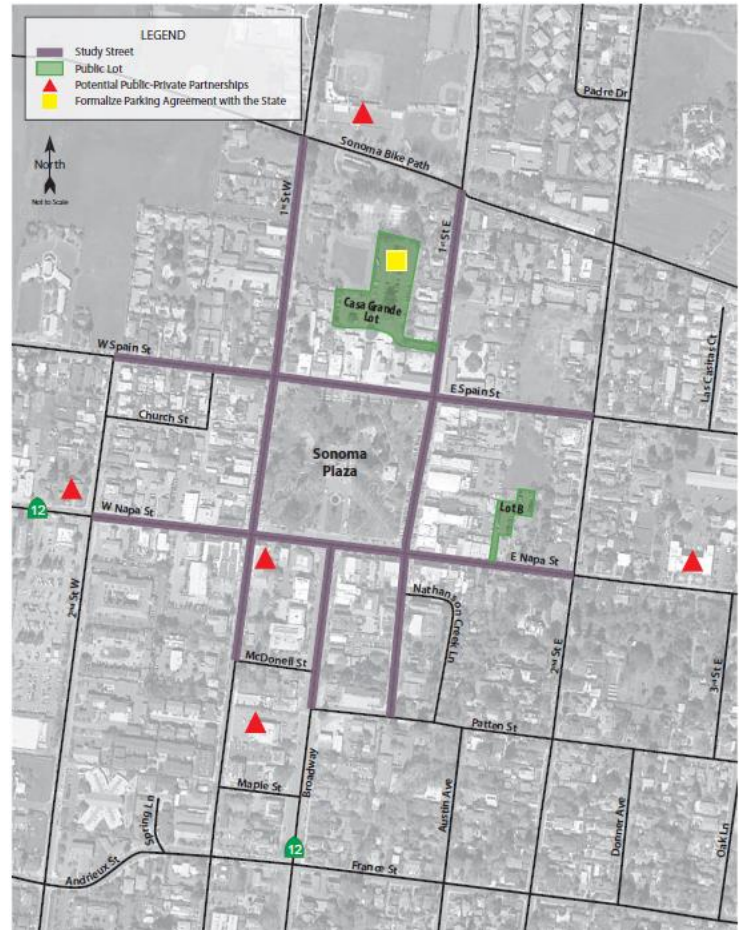 LEGEND
Study Street
Public Lot
Potential Public-Private Partnerships
Formalize Parking Agreement with the State
North
Not to Scale
Padre Dr
Sonoma Bike Path
1st St W
1st St E
Casa Grande
Lot
W Spain St
E Spain St
Las Casitas Ct
Church St
Sonoma
Plaza
Lot B
12
W Napa St
E Napa St
Nathanson Creek Ln
2nd St W
2nd St E
3rd St E
McDonell St
Patten St
Broadway
Maple St
Austin Ave
Donner Ave
Oak Ln
Spring Ln
12
Andrieux St
France St